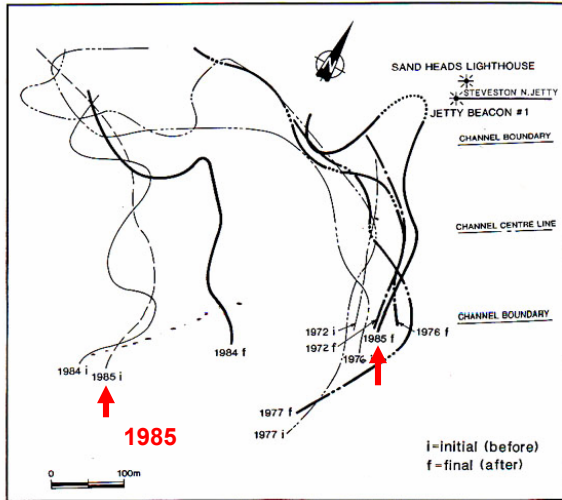 SAND HEADS LIGHTHOUSE
STEVESTON N. JETTY
JETTY BEACON #1
CHANNEL BOUNDARY
CHANNEL CENTRE LINE
CHANNEL BOUNDARY
1972 i
1972 f
1985 f
1976 f
1976 i
1984 f
1984 i
1985 i
1977 f
1977 i
1985
i=initial (before)
f=final (after)
0 100m